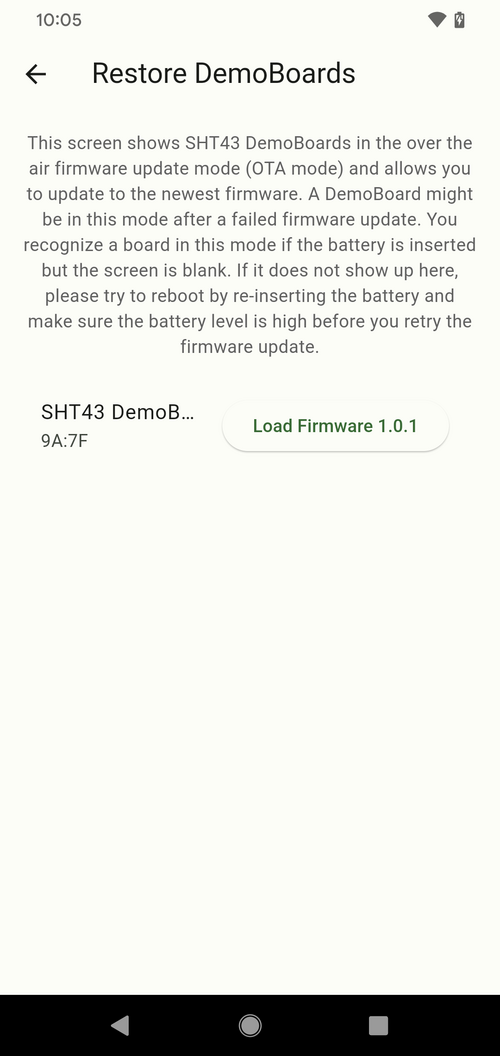 10:05
Restore DemoBoards
This screen shows SHT43 DemoBoards in the over the
air firmware update mode (OTA mode) and allows you
to update to the newest firmware. A DemoBoard might
be in this mode after a failed firmware update. You
recognize a board in this mode if the battery is inserted
but the screen is blank. If it does not show up here,
please try to reboot by re-inserting the battery and
make sure the battery level is high before you retry the
firmware update.
SHT43 DemoB...
9A:7F
Load Firmware 1.0.1